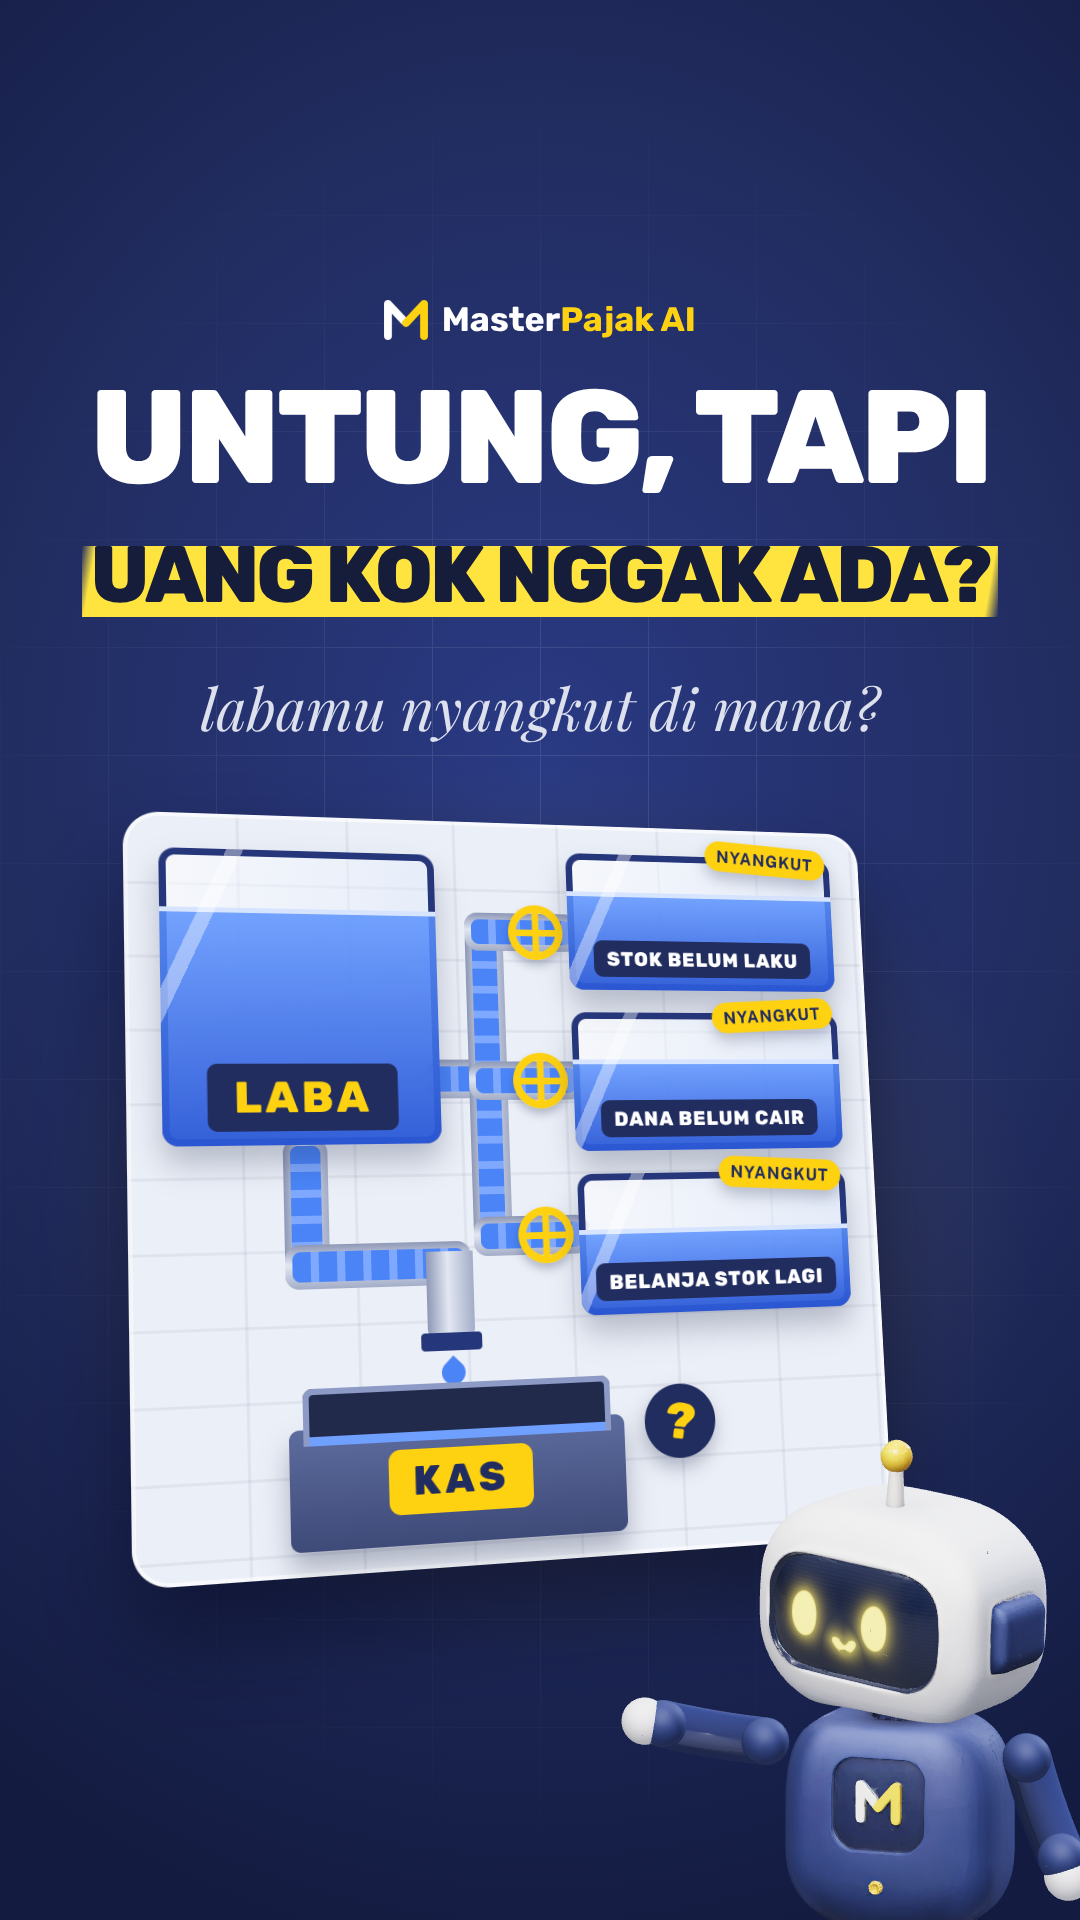 MasterPajak AI
UNTUNG, TAPI
UANG KOK NGGAK ADA?
labamu nyangkut di mana?
NYANGKUT
STOK BELUM LAKU
NYANGKUT
DANA BELUM CAIR
LABA
NYANGKUT
BELANJA STOK LAGI
?
KAS
M